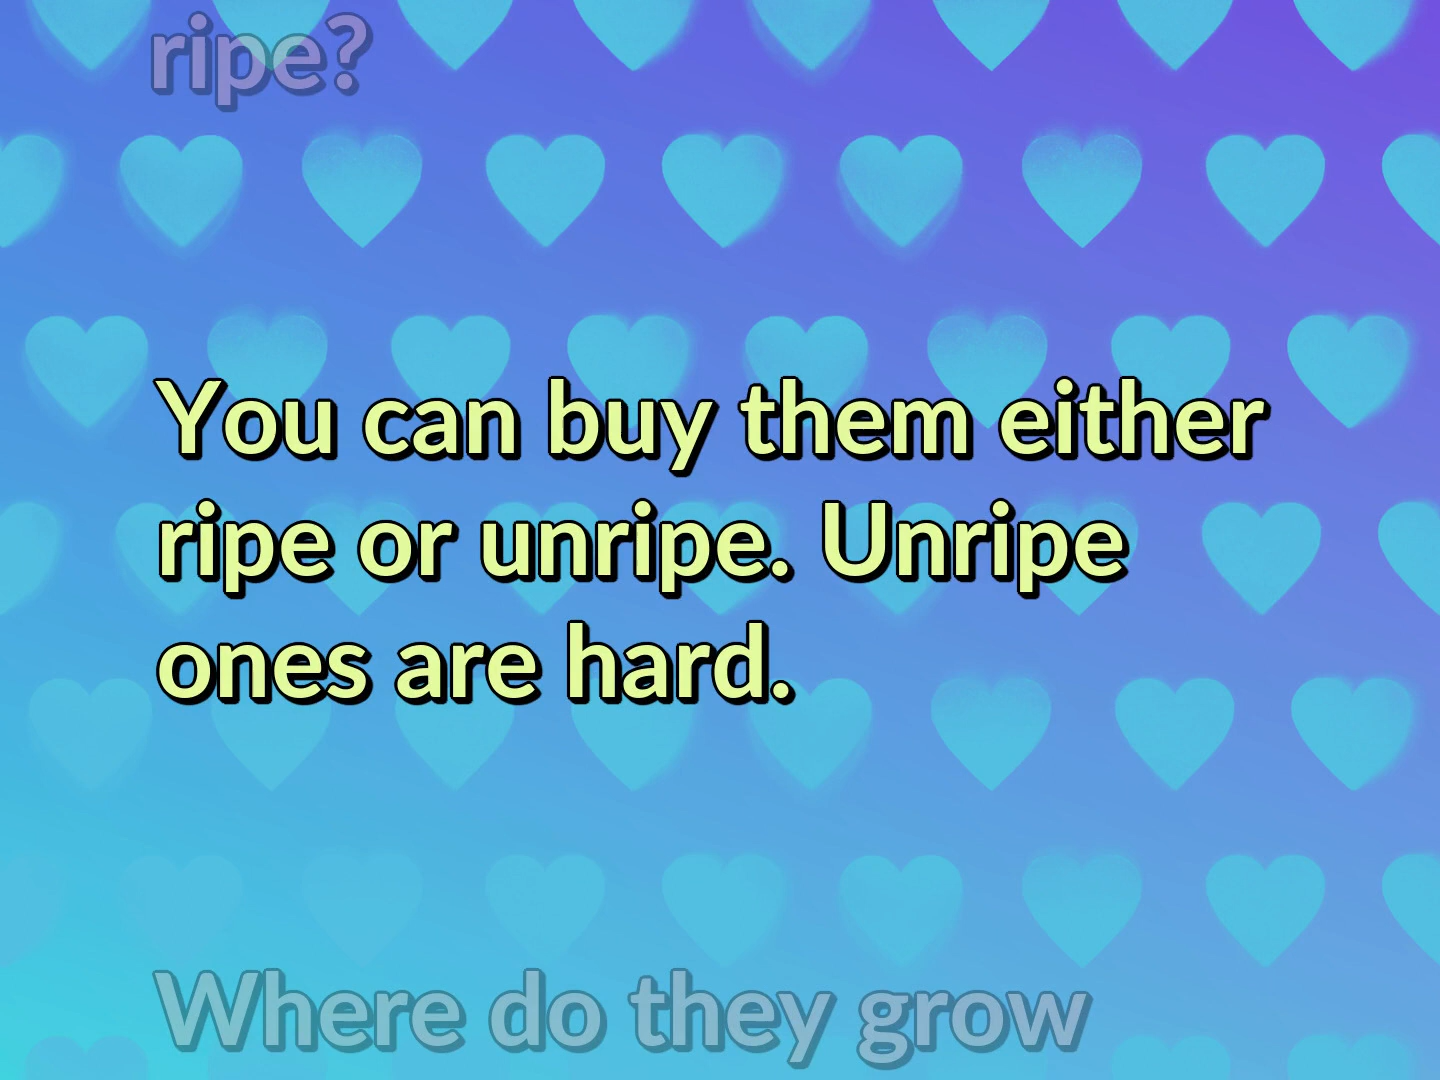 ripe?
You can buy them either
ripe or unripe. Unripe
ones are hard.
Where do they grow